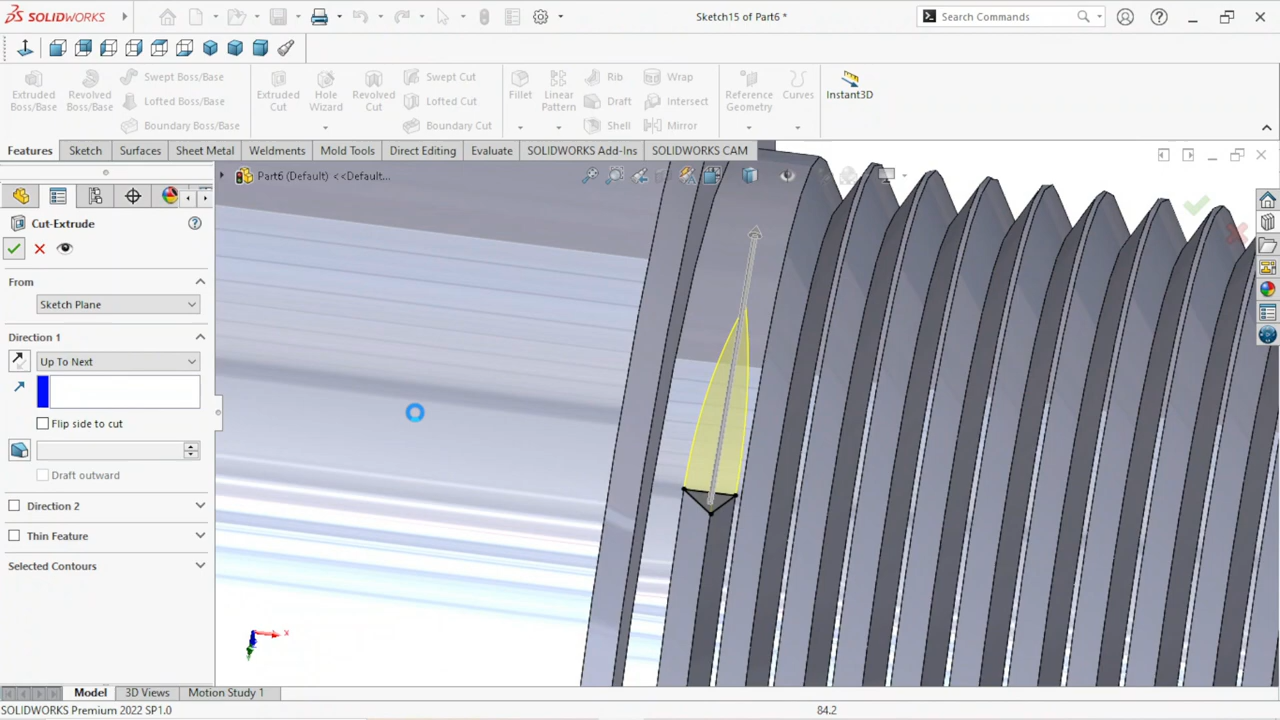 SOLIDWORKS
Sketch15 of Part6 *
Search Commands
Extruded Boss/Base
Revolved Boss/Base
Swept Boss/Base
Lofted Boss/Base
Boundary Boss/Base
Extruded Cut
Hole Wizard
Revolved Cut
Swept Cut
Lofted Cut
Boundary Cut
Fillet
Linear Pattern
Rib
Draft
Shell
Wrap
Intersect
Mirror
Reference Geometry
Curves
Instant3D
Features
Sketch
Surfaces
Sheet Metal
Weldments
Mold Tools
Direct Editing
Evaluate
SOLIDWORKS Add-Ins
SOLIDWORKS CAM
Part6 (Default) <<Default...
Cut-Extrude
From
Sketch Plane
Direction 1
Up To Next
Flip side to cut
Draft outward
Direction 2
Thin Feature
Selected Contours
x
Model
3D Views
Motion Study 1
SOLIDWORKS Premium 2022 SP1.0
84.2